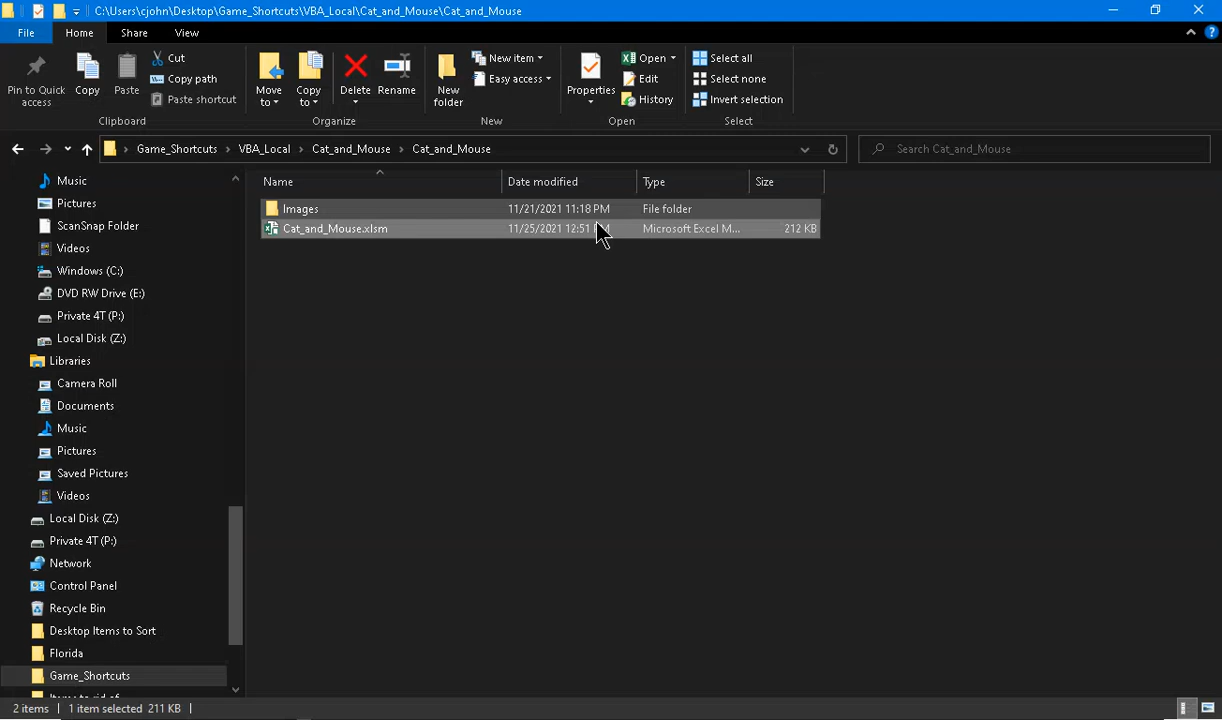 C:\Users\cjohn\Desktop\Game_Shortcuts\VBA_Local\Cat_and_Mouse\Cat_and_Mouse
File Home Share View
Pin to Quick access
Copy
Paste
Cut
Copy path
Paste shortcut
Clipboard
Move to
Copy to
Delete
Rename
Organize
New folder
New item
Easy access
New
Properties
Open
Edit
History
Open
Select all
Select none
Invert selection
Select
Game_Shortcuts > VBA_Local > Cat_and_Mouse > Cat_and_Mouse
Search Cat_and_Mouse
Name Date modified Type Size
Images 11/21/2021 11:18 PM File folder
Cat_and_Mouse.xlsm 11/25/2021 12:51 Microsoft Excel M... 212 KB
Music
Pictures
ScanSnap Folder
Videos
Windows (C:)
DVD RW Drive (E:)
Private 4T (P:)
Local Disk (Z:)
Libraries
Camera Roll
Documents
Music
Pictures
Saved Pictures
Videos
Local Disk (Z:)
Private 4T (P:)
Network
Control Panel
Recycle Bin
Desktop Items to Sort
Florida
Game_Shortcuts
2 items 1 item selected 211 KB